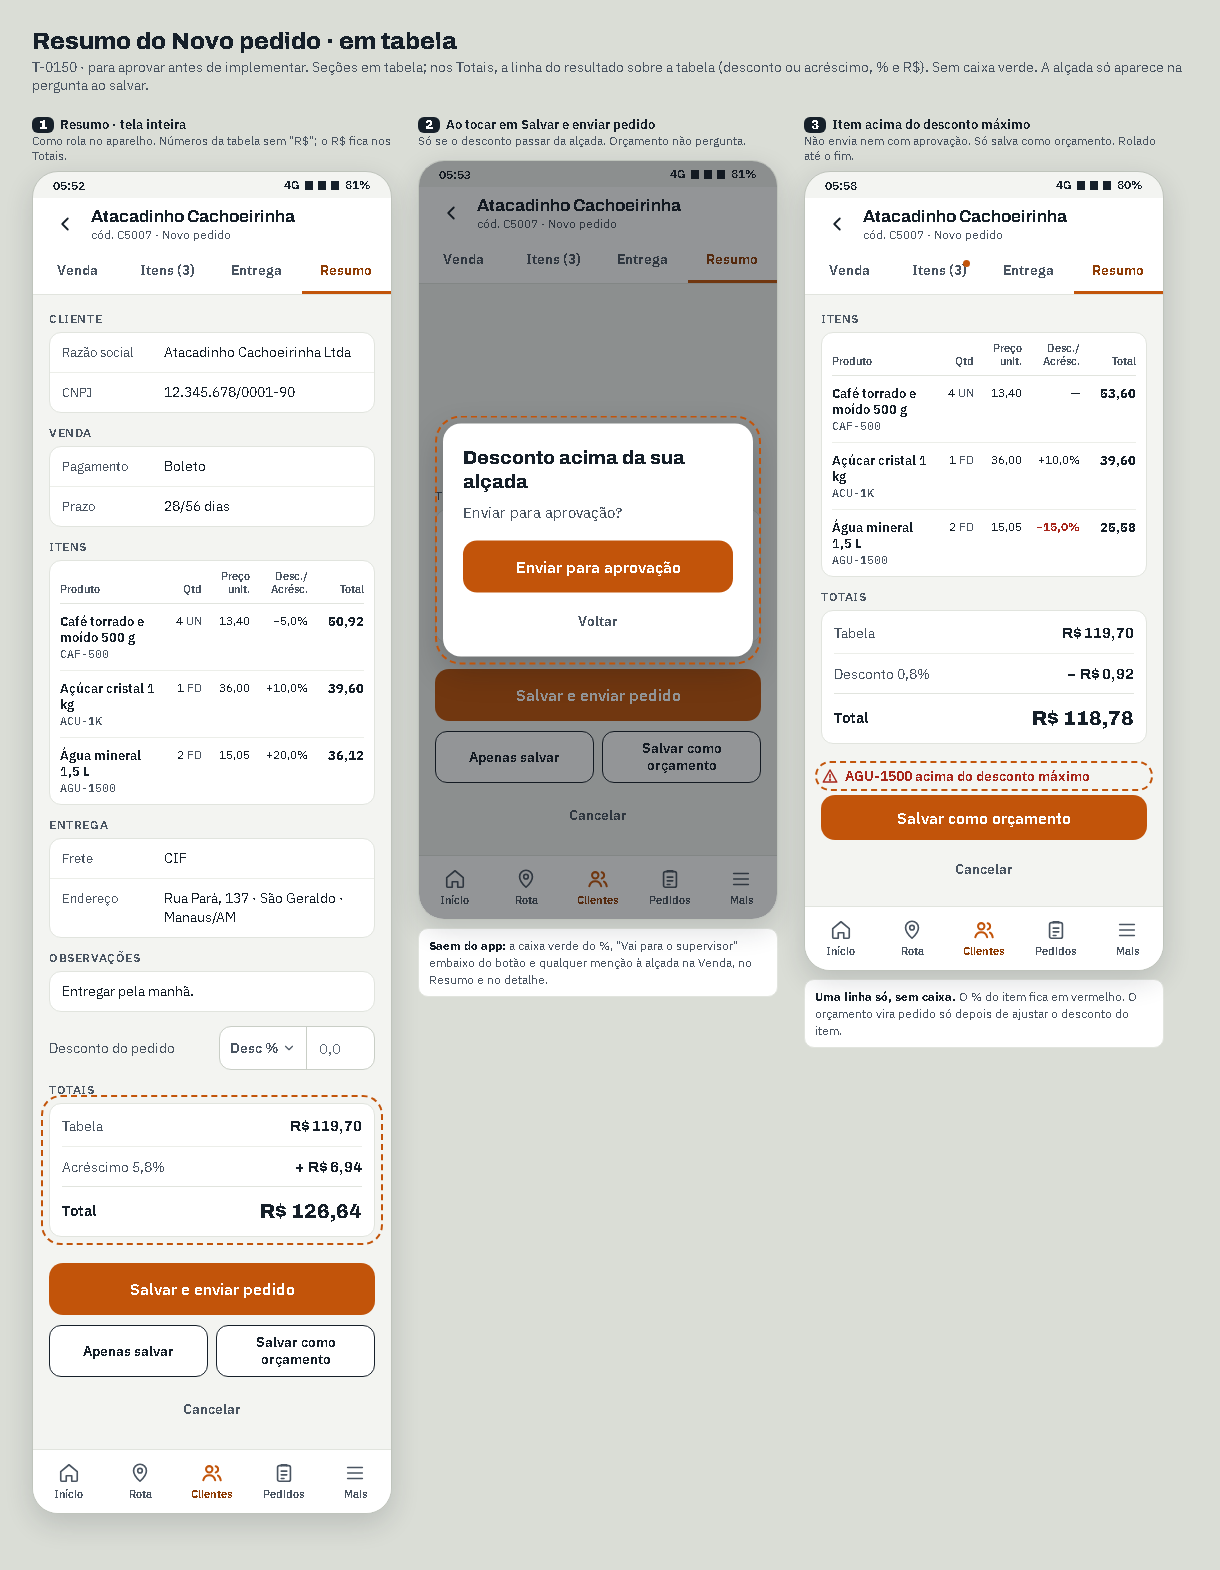 Resumo do Novo pedido · em tabela
T-0150 · para aprovar antes de implementar. Seções em tabela; nos Totais, a linha do resultado sobre a tabela (desconto ou acréscimo, % e R$). Sem caixa verde. A alçada só aparece na
pergunta ao salvar.
1 Resumo · tela inteira
Como rola no aparelho. Números da tabela sem "R$"; o R$ fica nos
Totais.
05:52 4G 81%
Atacadinho Cachoeirinha
cód. C5007 · Novo pedido
Venda Itens (3) Entrega Resumo
CLIENTE
Razão social Atacadinho Cachoeirinha Ltda
CNPJ 12.345.678/0001-90
VENDA
Pagamento Boleto
Prazo 28/56 dias
ITENS
Produto Qtd Preço unit. Desc./ Acrésc. Total
Café torrado e 4 UN 13,40 −5,0% 50,92
moído 500 g
CAF-500
Açúcar cristal 1 1 FD 36,00 +10,0% 39,60
kg
ACU-1K
Água mineral 2 FD 15,05 +20,0% 36,12
1,5 L
AGU-1500
ENTREGA
Frete CIF
Endereço Rua Pará, 137 · São Geraldo ·
Manaus/AM
OBSERVAÇÕES
Entregar pela manhã.
Desconto do pedido Desc % 0,0
TOTAIS
Tabela R$ 119,70
Acréscimo 5,8% + R$ 6,94
Total R$ 126,64
Salvar e enviar pedido
Apenas salvar
Salvar como
orçamento
Cancelar
Início Rota Clientes Pedidos Mais
2 Ao tocar em Salvar e enviar pedido
Só se o desconto passar da alçada. Orçamento não pergunta.
05:53 4G 81%
Atacadinho Cachoeirinha
cód. C5007 · Novo pedido
Venda Itens (3) Entrega Resumo
T
Desconto acima da sua
alçada
Enviar para aprovação?
Enviar para aprovação
Voltar
Salvar e enviar pedido
Apenas salvar
Salvar como
orçamento
Cancelar
Início Rota Clientes Pedidos Mais
Saem do app: a caixa verde do %, "Vai para o supervisor"
embaixo do botão e qualquer menção à alçada na Venda, no
Resumo e no detalhe.
3 Item acima do desconto máximo
Não envia nem com aprovação. Só salva como orçamento. Rolado
até o fim.
05:58 4G 80%
Atacadinho Cachoeirinha
cód. C5007 · Novo pedido
Venda Itens (3) Entrega Resumo
ITENS
Produto Qtd Preço unit. Desc./ Acrésc. Total
Café torrado e 4 UN 13,40 — 53,60
moído 500 g
CAF-500
Açúcar cristal 1 1 FD 36,00 +10,0% 39,60
kg
ACU-1K
Água mineral 2 FD 15,05 −15,0% 25,58
1,5 L
AGU-1500
TOTAIS
Tabela R$ 119,70
Desconto 0,8% − R$ 0,92
Total R$ 118,78
AGU-1500 acima do desconto máximo
Salvar como orçamento
Cancelar
Início Rota Clientes Pedidos Mais
Uma linha só, sem caixa. O % do item fica em vermelho. O
orçamento vira pedido só depois de ajustar o desconto do
item.